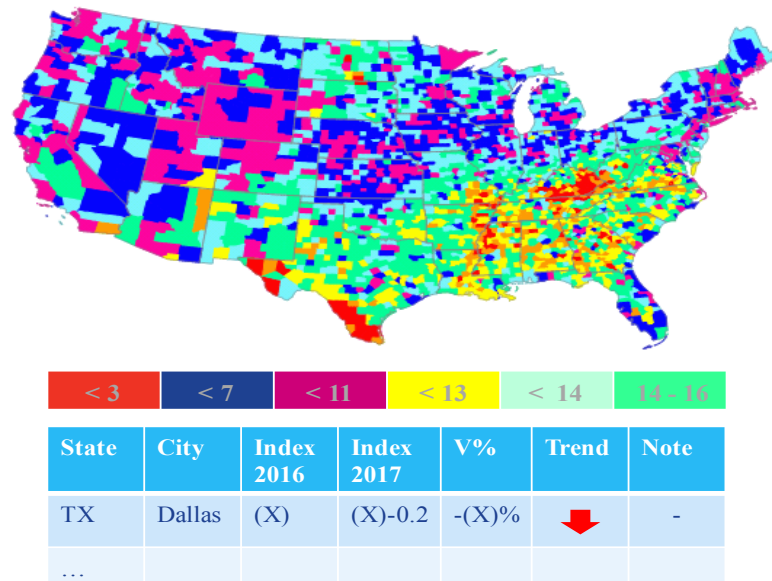 < 3 < 7 < 11 < 13 < 14 14 - 16
State City Index 2016 Index 2017 V% Trend Note
TX Dallas (X) (X)-0.2 -(X)% -
...